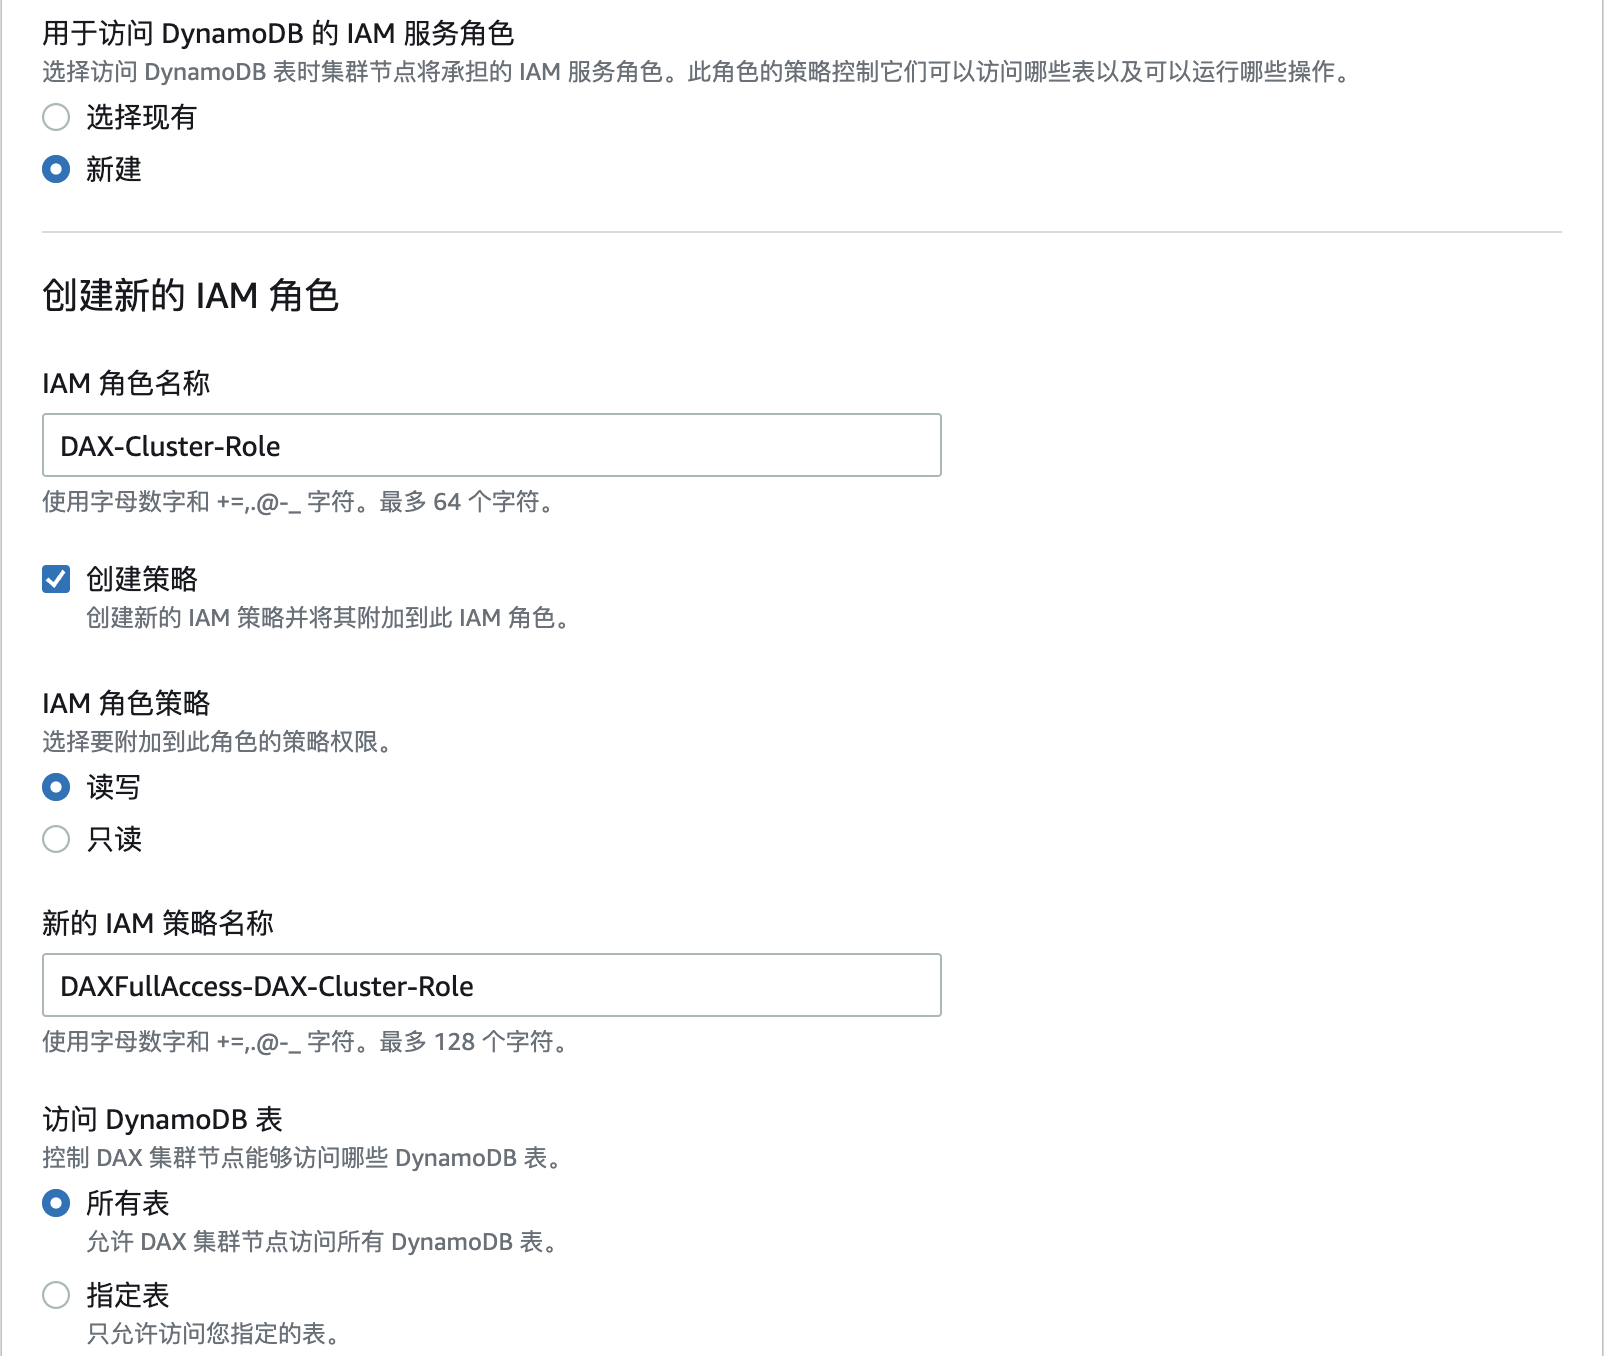 用于访问 DynamoDB 的 IAM 服务角色
选择访问 DynamoDB 表时集群节点将承担的 IAM 服务角色。此角色的策略控制它们可以访问哪些表以及可以运行哪些操作。
选择现有
新建
创建新的 IAM 角色
IAM 角色名称
DAX-Cluster-Role
使用字母数字和 +=,.@-_ 字符。最多 64 个字符。
创建策略
创建新的 IAM 策略并将其附加到此 IAM 角色。
IAM 角色策略
选择要附加到此角色的策略权限。
读写
只读
新的 IAM 策略名称
DAXFullAccess-DAX-Cluster-Role
使用字母数字和 +=,.@-_ 字符。最多 128 个字符。
访问 DynamoDB 表
控制 DAX 集群节点能够访问哪些 DynamoDB 表。
所有表
允许 DAX 集群节点访问所有 DynamoDB 表。
指定表
只允许访问您指定的表。